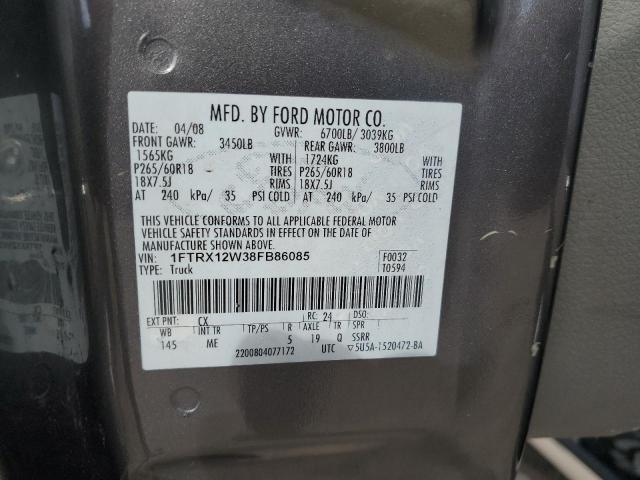 MFD. BY FORD MOTOR CO.
DATE: 04/08 GVWR: 6700LB/ 3039KG
FRONT GAWR: 3450LB REAR GAWR: 3800LB
1565KG 1724KG
P265/60R18 TIRES P265/60R18 TIRES
18X7.5J RIMS 18X7.5J RIMS
AT 240 kPa/ 35 PSI COLD AT 240 kPa/ 35 PSI COLD
THIS VEHICLE CONFORMS TO ALL APPLICABLE FEDERAL MOTOR
VEHICLE SAFETY STANDARDS IN EFFECT ON THE DATE OF
MANUFACTURE SHOWN ABOVE.
VIN: 1FTRX12W38FB86085 F0032
TYPE: Truck T0594
EXT PNT: CX RC: 24 DSO:
WB INT TR TP/PS R AXLE TR SPR
145 ME 5 19 Q SSRR
2200804077172 UTC ▽5U5A-1520472-BA